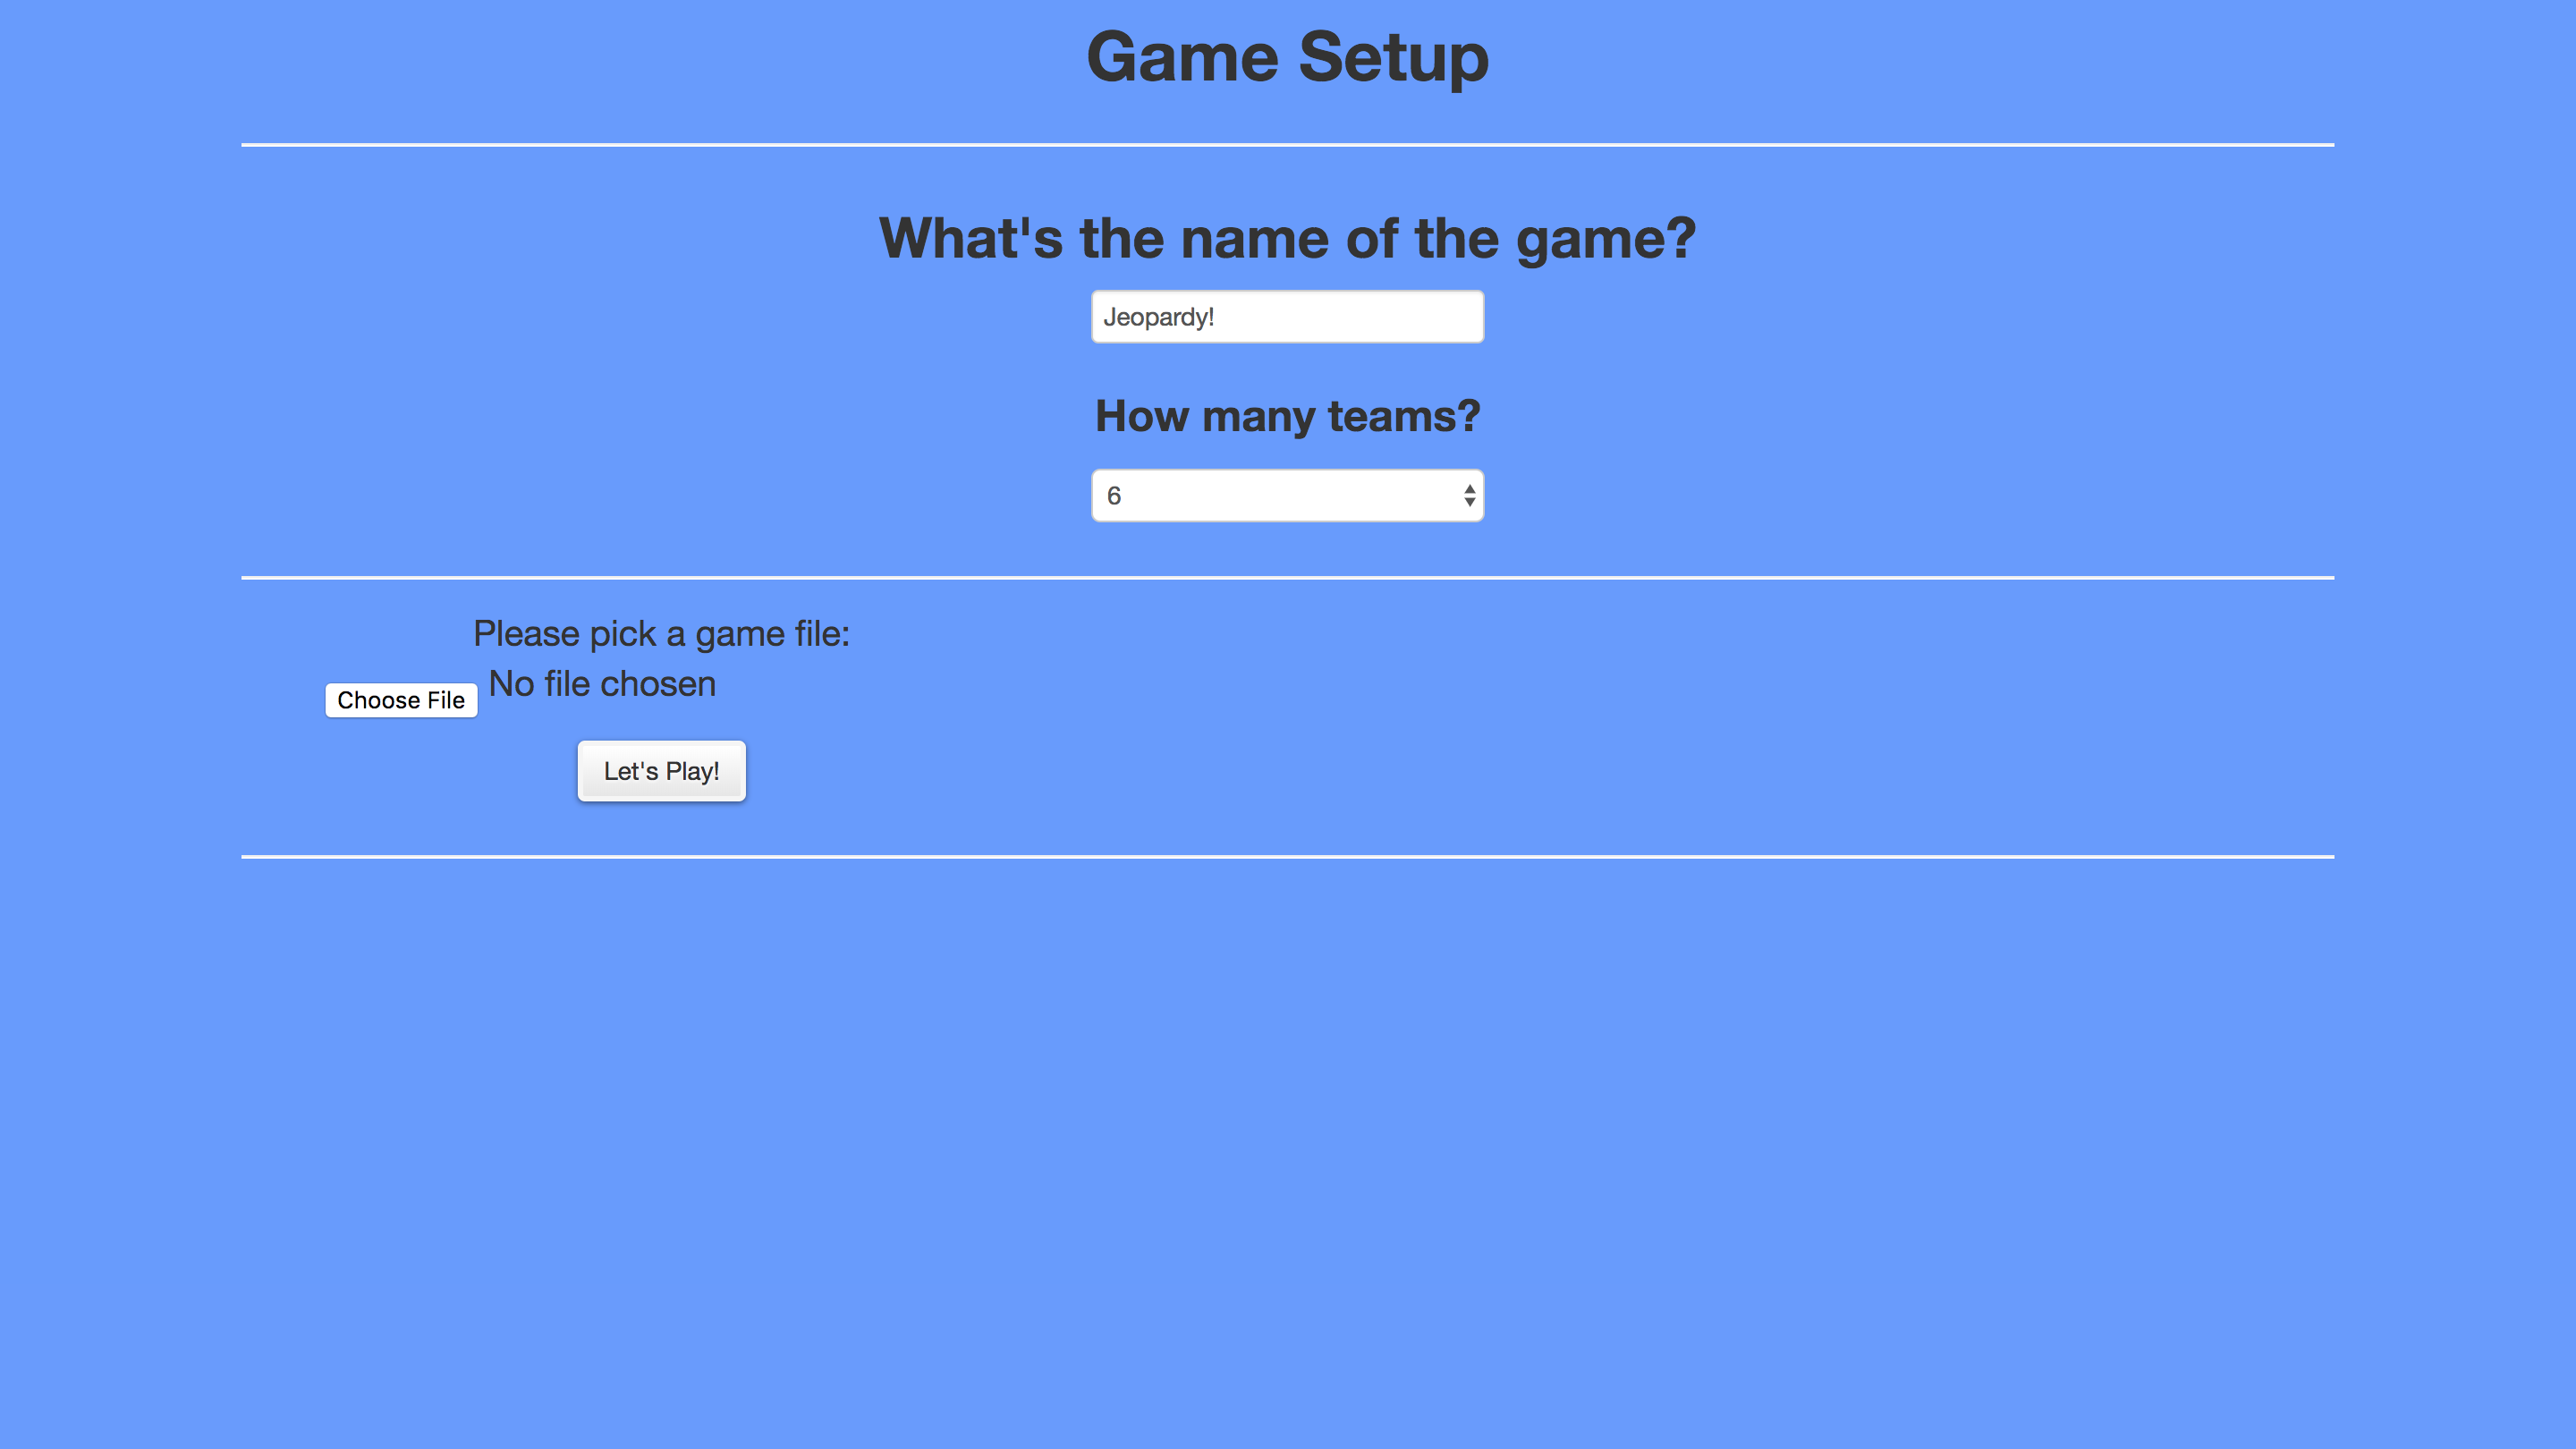 Game Setup
What's the name of the game?
Jeopardy!
How many teams?
6
Please pick a game file:
Choose File No file chosen
Let's Play!